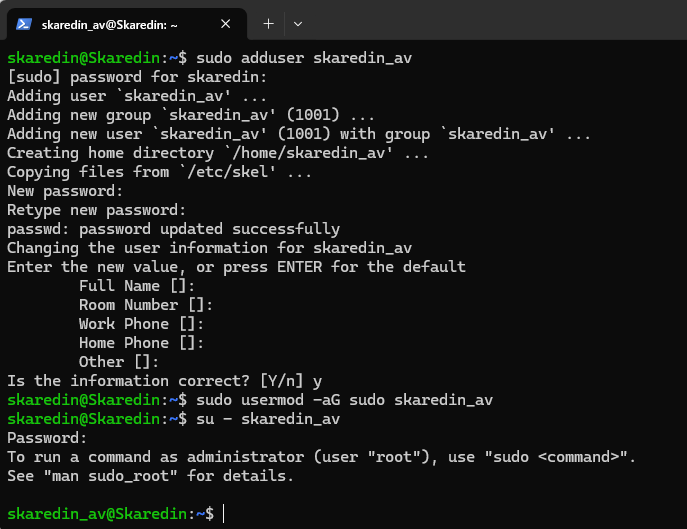 skaredin_av@Skaredin: ~
skaredin@Skaredin:~$ sudo adduser skaredin_av
[sudo] password for skaredin:
Adding user `skaredin_av' ...
Adding new group `skaredin_av' (1001) ...
Adding new user `skaredin_av' (1001) with group `skaredin_av' ...
Creating home directory `/home/skaredin_av' ...
Copying files from `/etc/skel' ...
New password:
Retype new password:
passwd: password updated successfully
Changing the user information for skaredin_av
Enter the new value, or press ENTER for the default
        Full Name []:
        Room Number []:
        Work Phone []:
        Home Phone []:
        Other []:
Is the information correct? [Y/n] y
skaredin@Skaredin:~$ sudo usermod -aG sudo skaredin_av
skaredin@Skaredin:~$ su - skaredin_av
Password:
To run a command as administrator (user "root"), use "sudo <command>".
See "man sudo_root" for details.

skaredin_av@Skaredin:~$